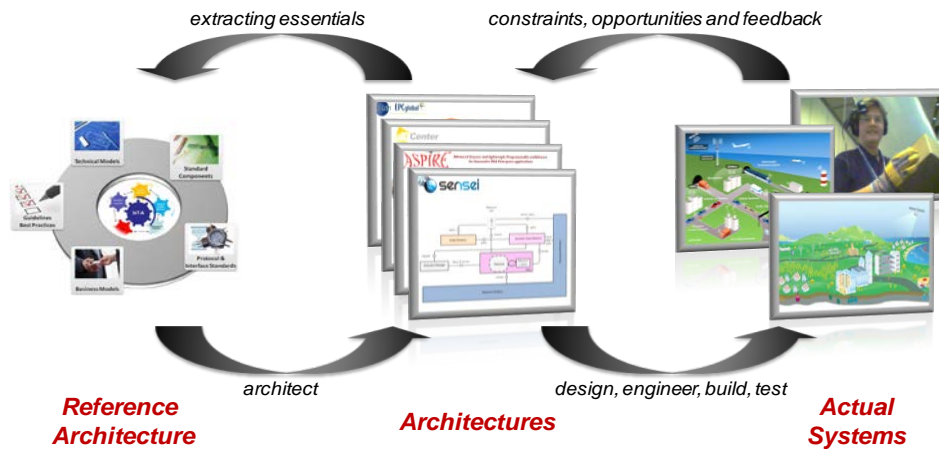 extracting essentials
constraints, opportunities and feedback
EPCglobal
Center
ASPIRE
sensei
Technical Models
Standard
Components
Guidelines
Best Practices
IoT-A
Protocol &
Interface Standards
Business Models
architect
design, engineer, build, test
Reference
Architecture
Architectures
Actual
Systems